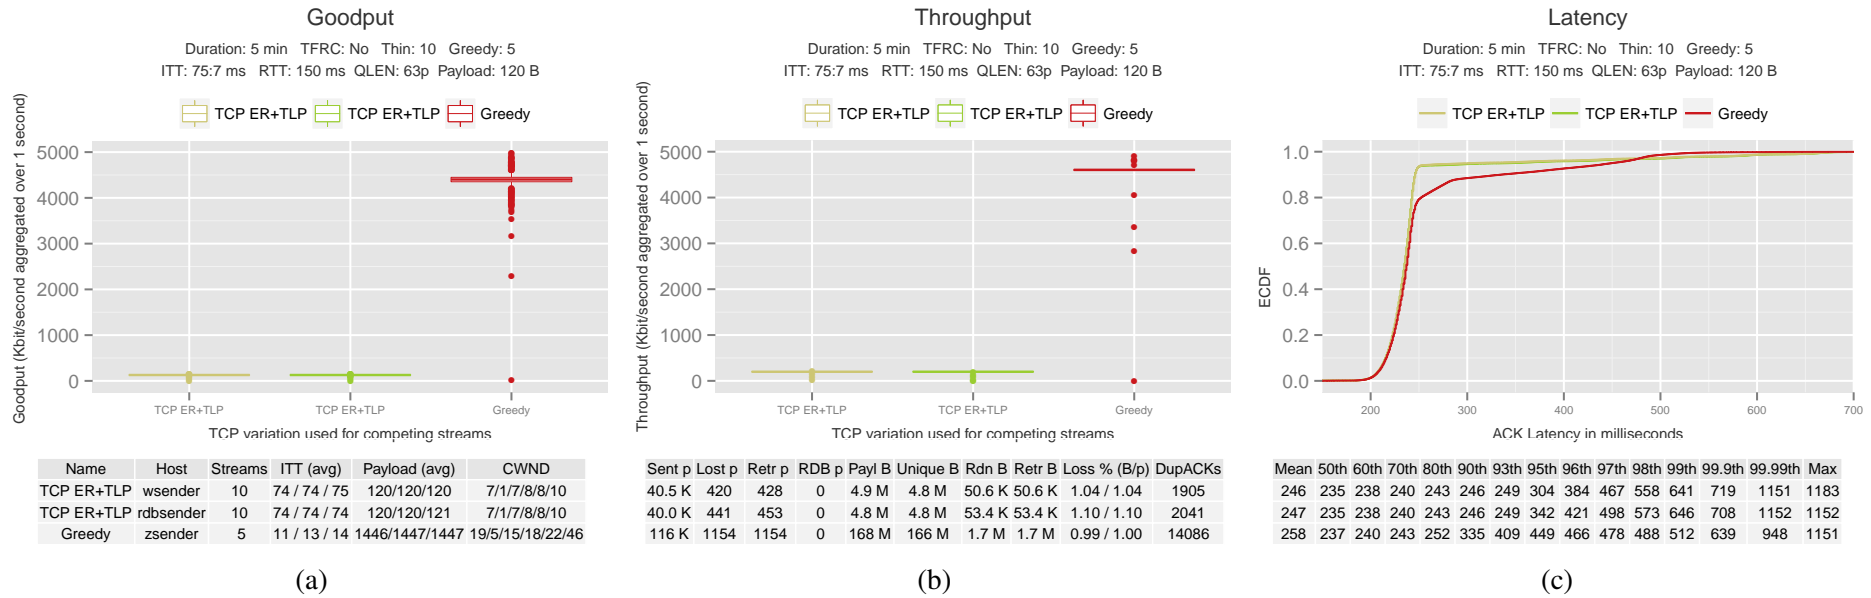 Goodput
Duration: 5 min TFRC: No Thin: 10 Greedy: 5
ITT: 75:7 ms RTT: 150 ms QLEN: 63p Payload: 120 B
TCP ER+TLP TCP ER+TLP Greedy
Goodput (Kbit/second aggregated over 1 second)
5000
4000
3000
2000
1000
0
TCP ER+TLP TCP ER+TLP Greedy
TCP variation used for competing streams
Name Host Streams ITT (avg) Payload (avg) CWND
TCP ER+TLP wsender 10 74 / 74 / 75 120/120/120 7/1/7/8/8/10
TCP ER+TLP rdbsender 10 74 / 74 / 74 120/120/121 7/1/7/8/8/10
Greedy zsender 5 11 / 13 / 14 1446/1447/1447 19/5/15/18/22/46
(a)
Throughput
Duration: 5 min TFRC: No Thin: 10 Greedy: 5
ITT: 75:7 ms RTT: 150 ms QLEN: 63p Payload: 120 B
TCP ER+TLP TCP ER+TLP Greedy
Throughput (Kbit/second aggregated over 1 second)
5000
4000
3000
2000
1000
0
TCP ER+TLP TCP ER+TLP Greedy
TCP variation used for competing streams
Sent p Lost p Retr p RDB p Payl B Unique B Rdn B Retr B Loss % (B/p) DupACKs
40.5 K 420 428 0 4.9 M 4.8 M 50.6 K 50.6 K 1.04 / 1.04 1905
40.0 K 441 453 0 4.8 M 4.8 M 53.4 K 53.4 K 1.10 / 1.10 2041
116 K 1154 1154 0 168 M 166 M 1.7 M 1.7 M 0.99 / 1.00 14086
(b)
Latency
Duration: 5 min TFRC: No Thin: 10 Greedy: 5
ITT: 75:7 ms RTT: 150 ms QLEN: 63p Payload: 120 B
TCP ER+TLP TCP ER+TLP Greedy
ECDF
1.0
0.8
0.6
0.4
0.2
0.0
200 300 400 500 600 700
ACK Latency in milliseconds
Mean 50th 60th 70th 80th 90th 93th 95th 96th 97th 98th 99th 99.9th 99.99th Max
246 235 238 240 243 246 249 304 384 467 558 641 719 1151 1183
247 235 238 240 243 246 249 342 421 498 573 646 708 1152 1152
258 237 240 243 252 335 409 449 466 478 488 512 639 948 1151
(c)